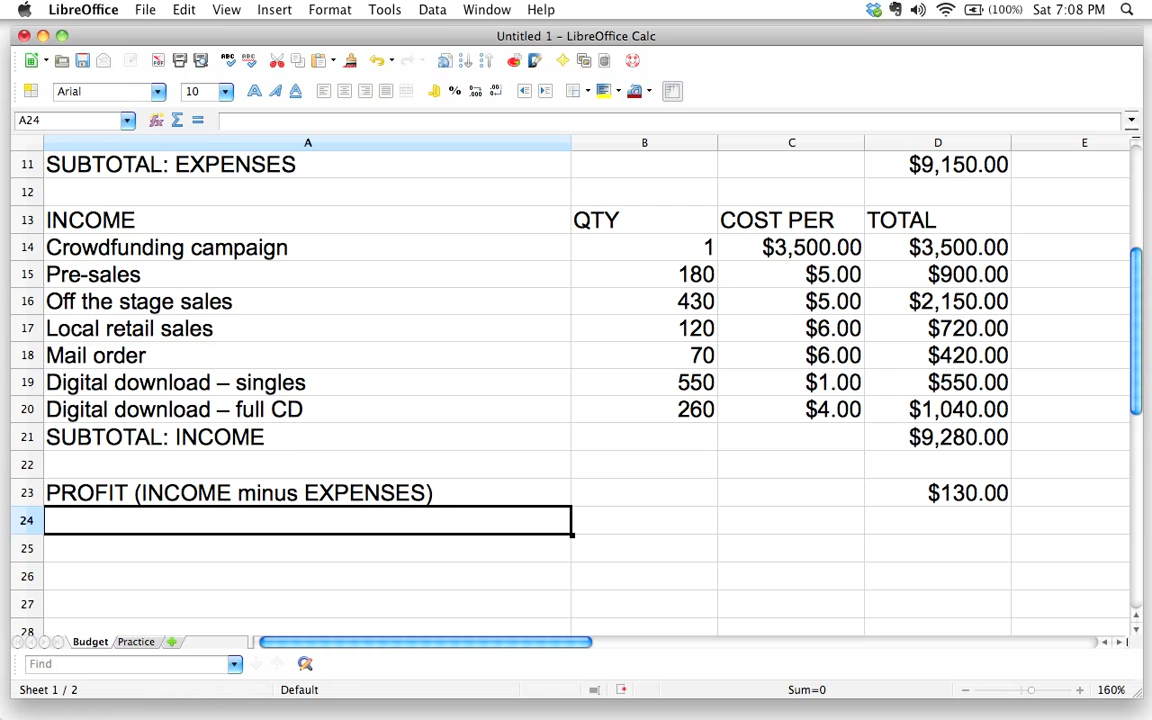 LibreOffice File Edit View Insert Format Tools Data Window Help (100%) Sat 7:08 PM
Untitled 1 – LibreOffice Calc
Arial 10
A24
A B C D E
11 SUBTOTAL: EXPENSES $9,150.00
12
13 INCOME QTY COST PER TOTAL
14 Crowdfunding campaign 1 $3,500.00 $3,500.00
15 Pre-sales 180 $5.00 $900.00
16 Off the stage sales 430 $5.00 $2,150.00
17 Local retail sales 120 $6.00 $720.00
18 Mail order 70 $6.00 $420.00
19 Digital download – singles 550 $1.00 $550.00
20 Digital download – full CD 260 $4.00 $1,040.00
21 SUBTOTAL: INCOME $9,280.00
22
23 PROFIT (INCOME minus EXPENSES) $130.00
24
25
26
27
28
Budget Practice
Find
Sheet 1 / 2 Default Sum=0 160%